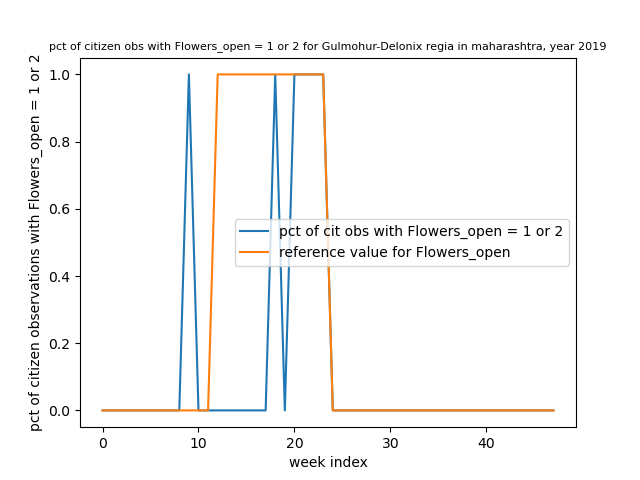 pct of citizen obs with Flowers_open = 1 or 2 for Gulmohur-Delonix regia in maharashtra, year 2019
pct of citizen observations with Flowers_open = 1 or 2
1.0
0.8
0.6
0.4
0.2
0.0
pct of cit obs with Flowers_open = 1 or 2
reference value for Flowers_open
0 10 20 30 40
week index